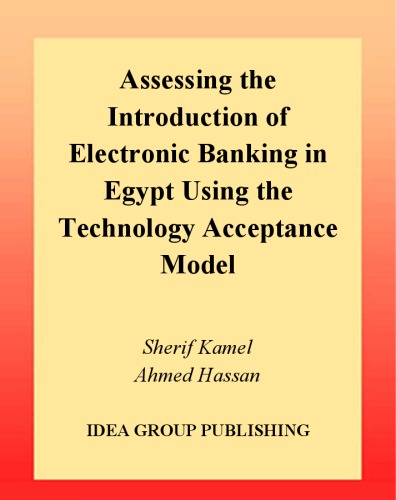 Assessing the
Introduction of
Electronic Banking in
Egypt Using the
Technology Acceptance
Model
Sherif Kamel
Ahmed Hassan
IDEA GROUP PUBLISHING